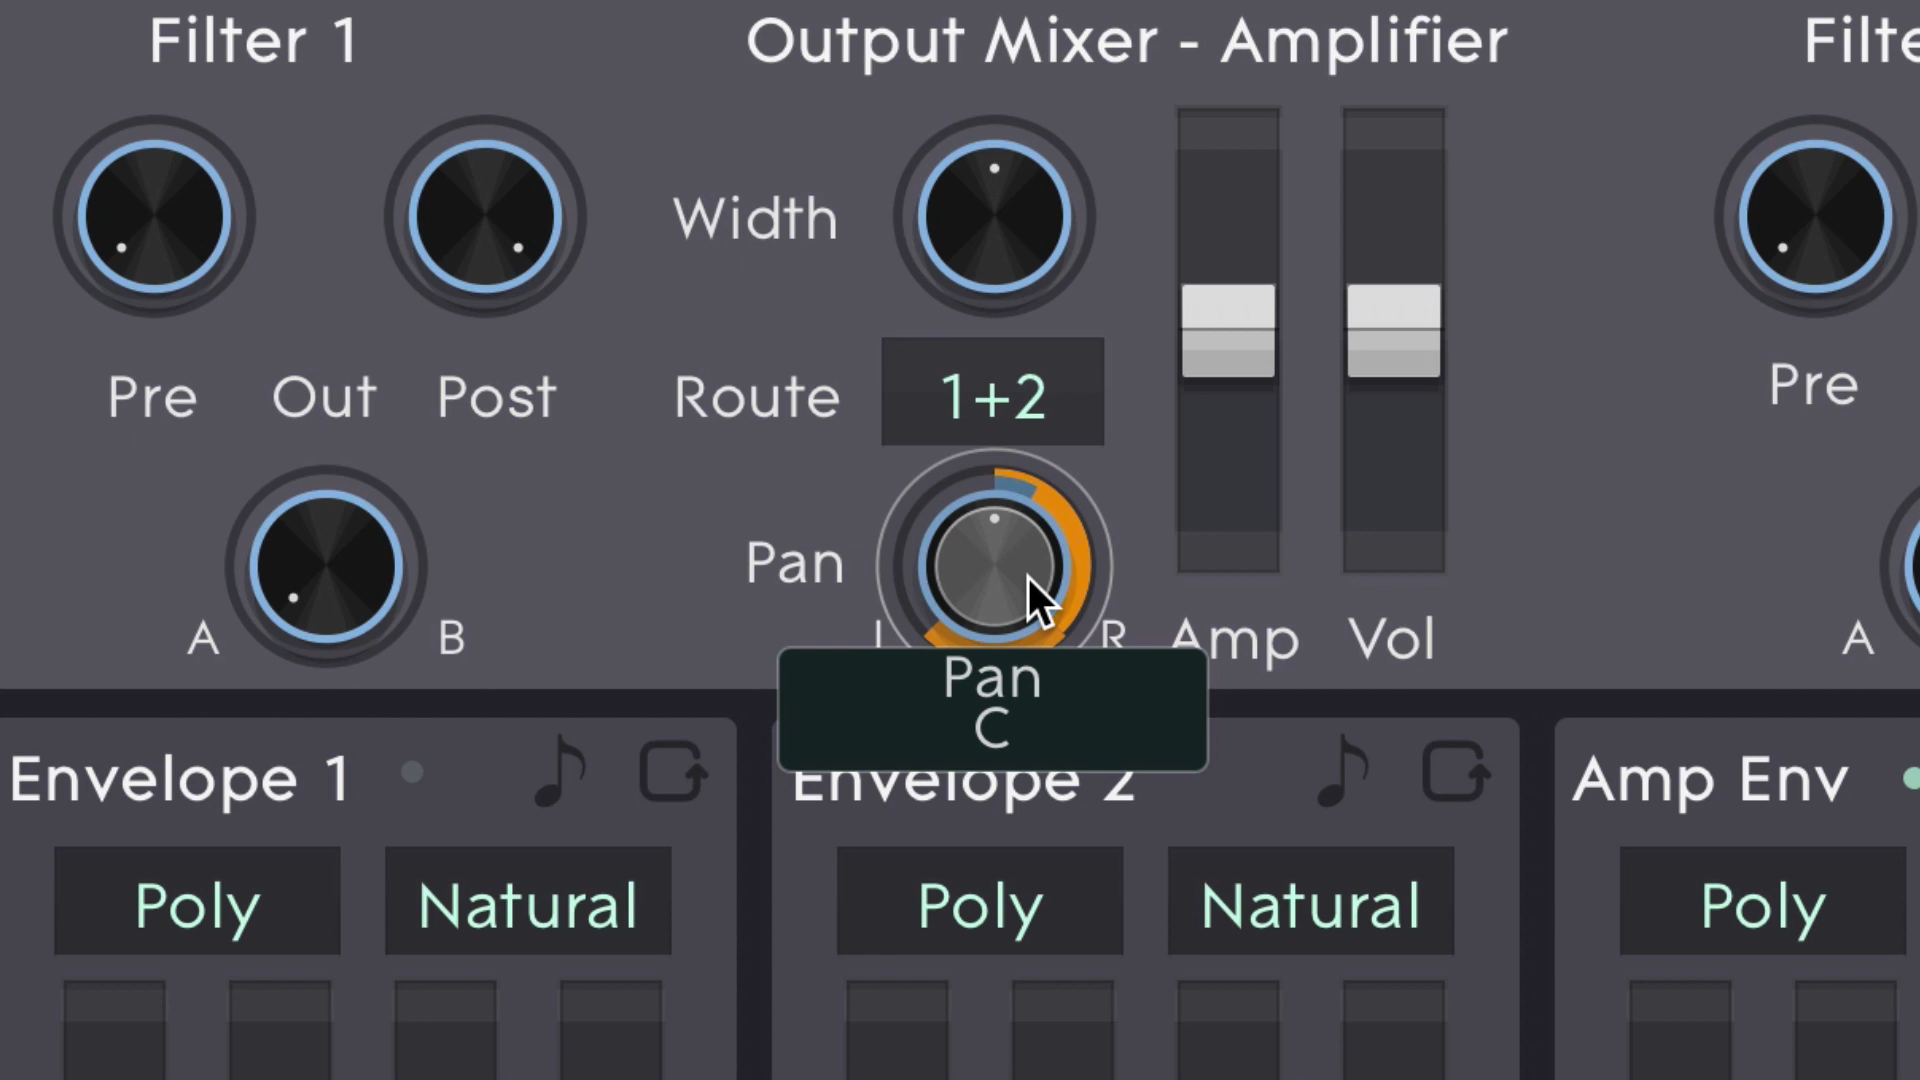 Filter 1
Output Mixer - Amplifier
Filte
Width
Pre
Out
Post
Route
1+2
Pre
Pan
A
B
L
R
Amp
Vol
A
Pan
C
Envelope 1
Envelope 2
Amp Env
Poly
Natural
Poly
Natural
Poly